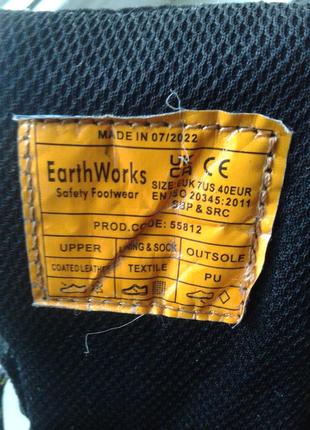 MADE IN 07/2022
EarthWorks UK CA CE
Safety Footwear
SIZE: 6UK 7US 40EUR
EN ISO 20345:2011
SBP & SRC
PROD.CODE: 55812
UPPER LINING & SOCK OUTSOLE
COATED LEATHER TEXTILE PU